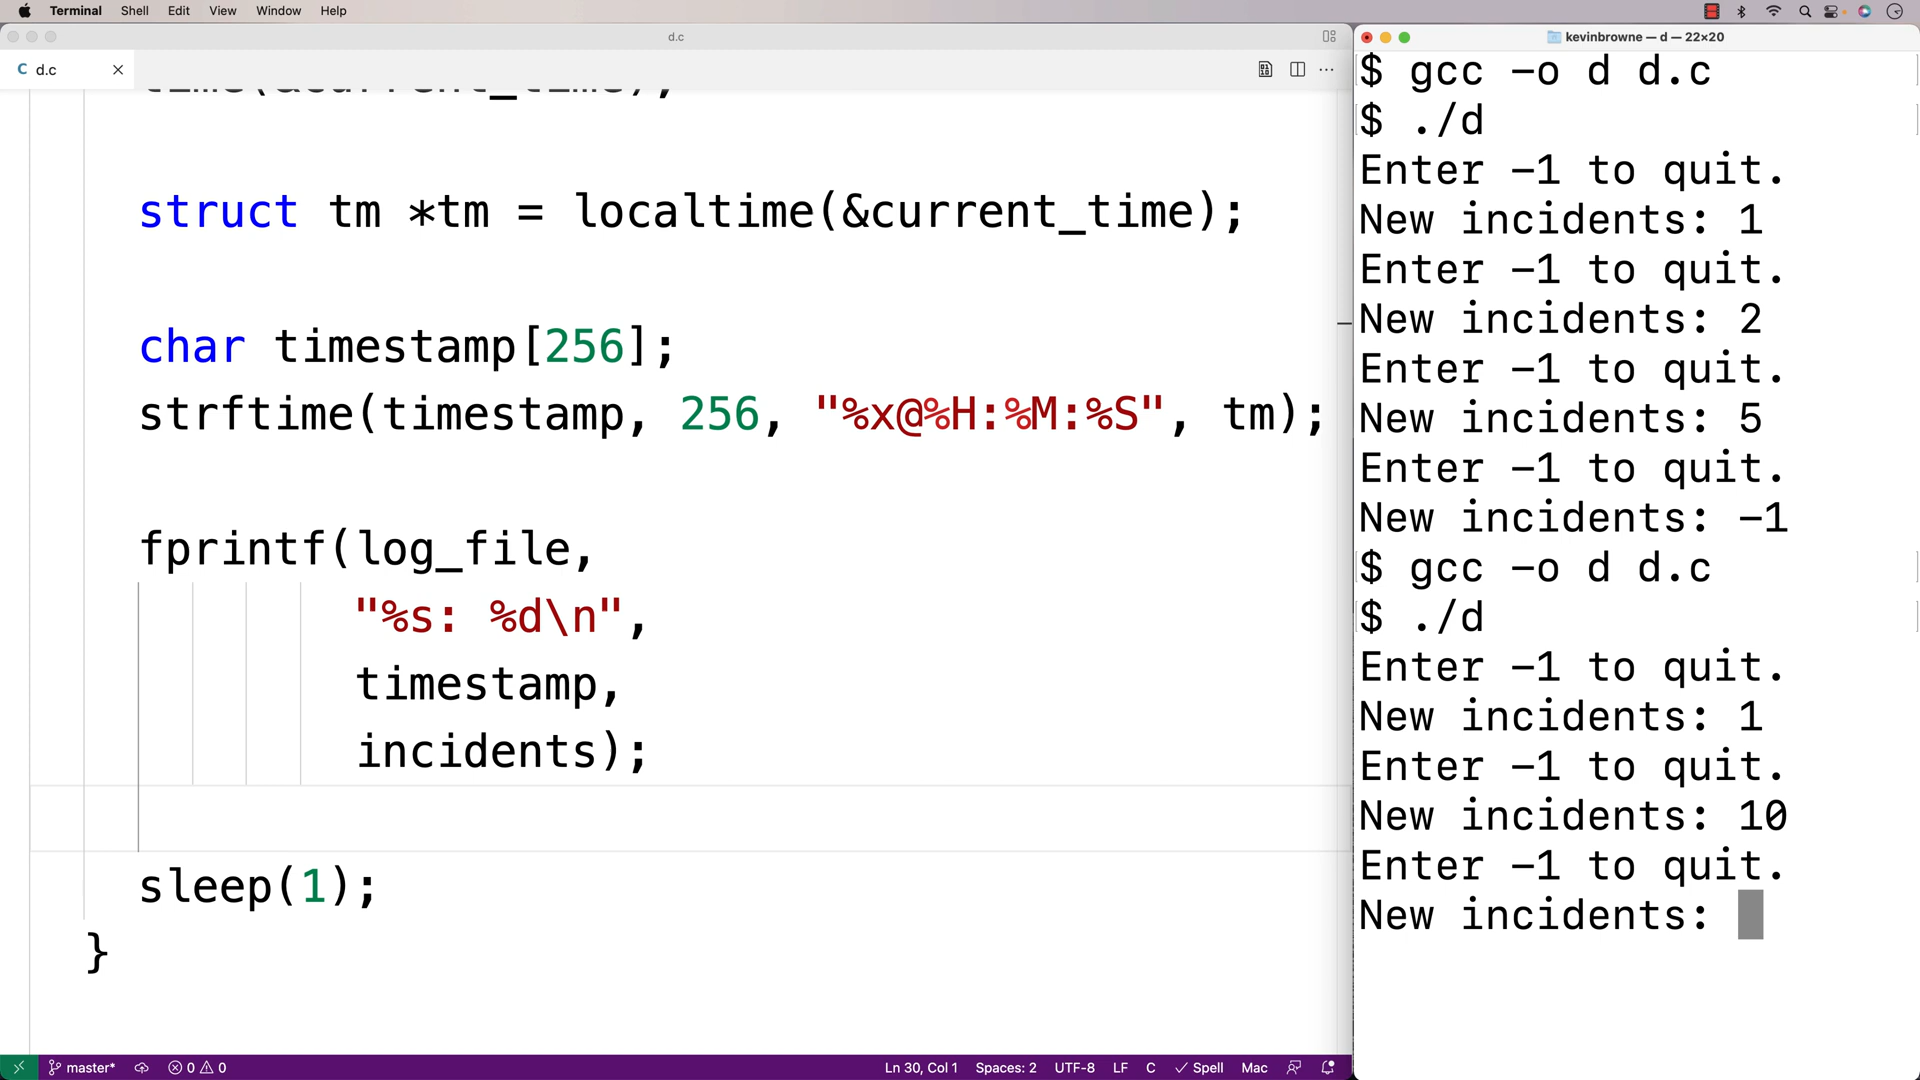 Terminal Shell Edit View Window Help
d.c
kevinbrowne — d — 22×20
C d.c
time(&current_time);
struct tm *tm = localtime(&current_time);
char timestamp[256];
strftime(timestamp, 256, "%x@%H:%M:%S", tm);
fprintf(log_file,
"%s: %d\n",
timestamp,
incidents);
sleep(1);
}
$ gcc -o d d.c
$ ./d
Enter -1 to quit.
New incidents: 1
Enter -1 to quit.
New incidents: 2
Enter -1 to quit.
New incidents: 5
Enter -1 to quit.
New incidents: -1
$ gcc -o d d.c
$ ./d
Enter -1 to quit.
New incidents: 1
Enter -1 to quit.
New incidents: 10
Enter -1 to quit.
New incidents:
master* 0 0 Ln 30, Col 1 Spaces: 2 UTF-8 LF C Spell Mac